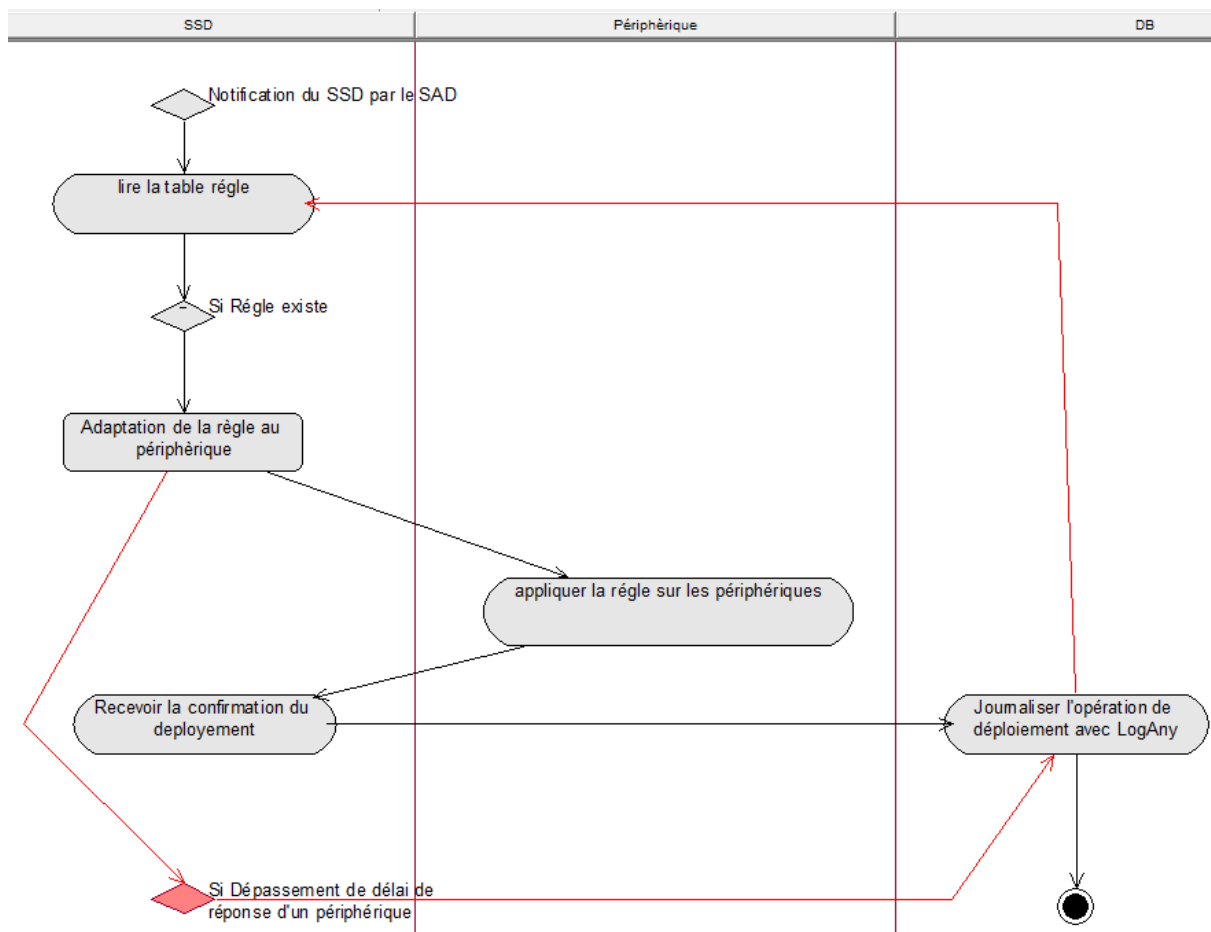 SSD
Périphèrique
DB
Notification du SSD par le SAD
lire la table régle
Si Régle existe
Adaptation de la règle au
périphèrique
appliquer la régle sur les périphériques
Recevoir la confirmation du
deployement
Journaliser l'opération de
déploiement avec LogAny
Si Dépassement de délai de
réponse d'un périphérique